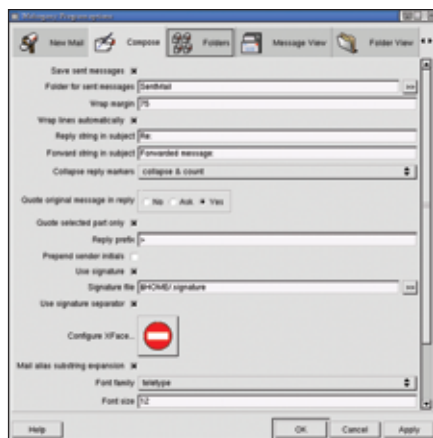 Mahogany Preferences
New Mail Compose Folders Message View Folder View
Save sent messages
Folder for sent messages SentMail
Wrap margin 75
Wrap lines automatically
Reply string in subject Re:
Forward string in subject Forwarded message:
Collapse reply markers collapse & count
Quote original message in reply No Ask Yes
Quote selected part only
Reply prefix >
Prepend sender initials
Use signature
Signature file $HOME/.signature
Use signature separator
Configure XFace...
Mail alias substring expansion
Font family teletype
Font size 12
Help OK Cancel Apply